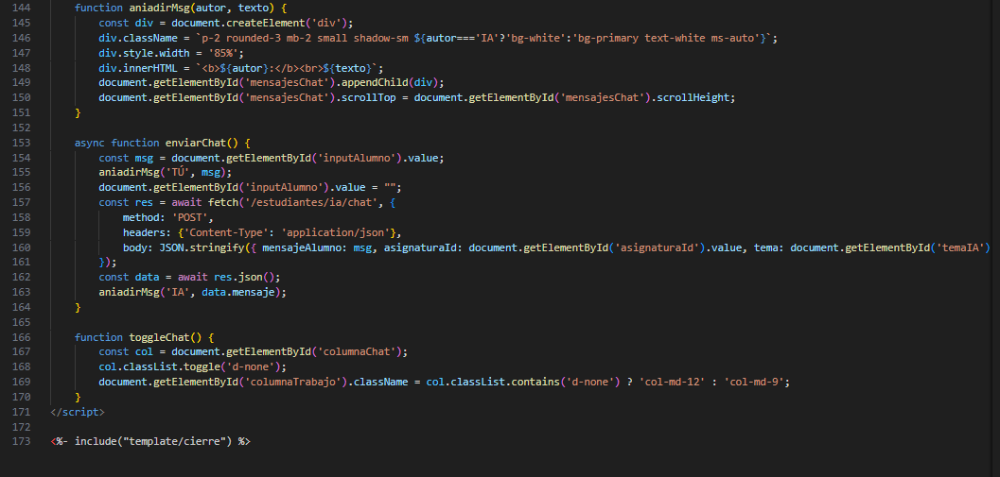 144 function aniadirMsg(autor, texto) {
145 const div = document.createElement('div');
146 div.className = `p-2 rounded-3 mb-2 small shadow-sm ${autor==='IA'?'bg-white':'bg-primary text-white ms-auto'}`;
147 div.style.width = '85%';
148 div.innerHTML = `<b>${autor}:</b><br>${texto}`;
149 document.getElementById('mensajesChat').appendChild(div);
150 document.getElementById('mensajesChat').scrollTop = document.getElementById('mensajesChat').scrollHeight;
151 }
152
153 async function enviarChat() {
154 const msg = document.getElementById('inputAlumno').value;
155 aniadirMsg('TÚ', msg);
156 document.getElementById('inputAlumno').value = "";
157 const res = await fetch('/estudiantes/ia/chat', {
158 method: 'POST',
159 headers: {'Content-Type': 'application/json'},
160 body: JSON.stringify({ mensajeAlumno: msg, asignaturaId: document.getElementById('asignaturaId').value, tema: document.getElementById('temaIA')
161 });
162 const data = await res.json();
163 aniadirMsg('IA', data.mensaje);
164 }
165
166 function toggleChat() {
167 const col = document.getElementById('columnaChat');
168 col.classList.toggle('d-none');
169 document.getElementById('columnaTrabajo').className = col.classList.contains('d-none') ? 'col-md-12' : 'col-md-9';
170 }
171 </script>
172
173 <%- include("template/cierre") %>